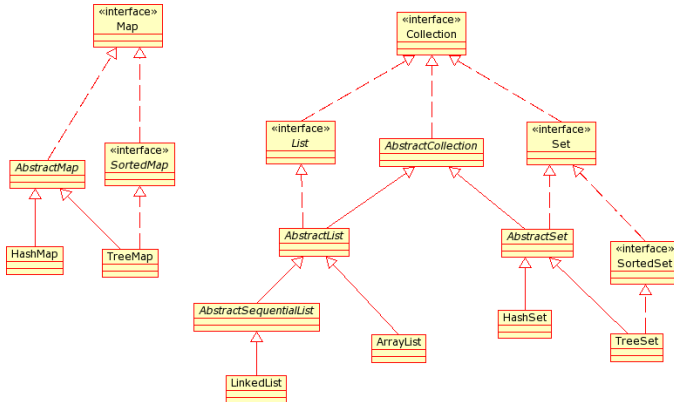 «interface»
Map
«interface»
Collection
«interface»
List
AbstractCollection
«interface»
Set
AbstractMap
«interface»
SortedMap
AbstractList
AbstractSet
«interface»
SortedSet
HashMap
TreeMap
AbstractSequentialList
HashSet
ArrayList
TreeSet
LinkedList